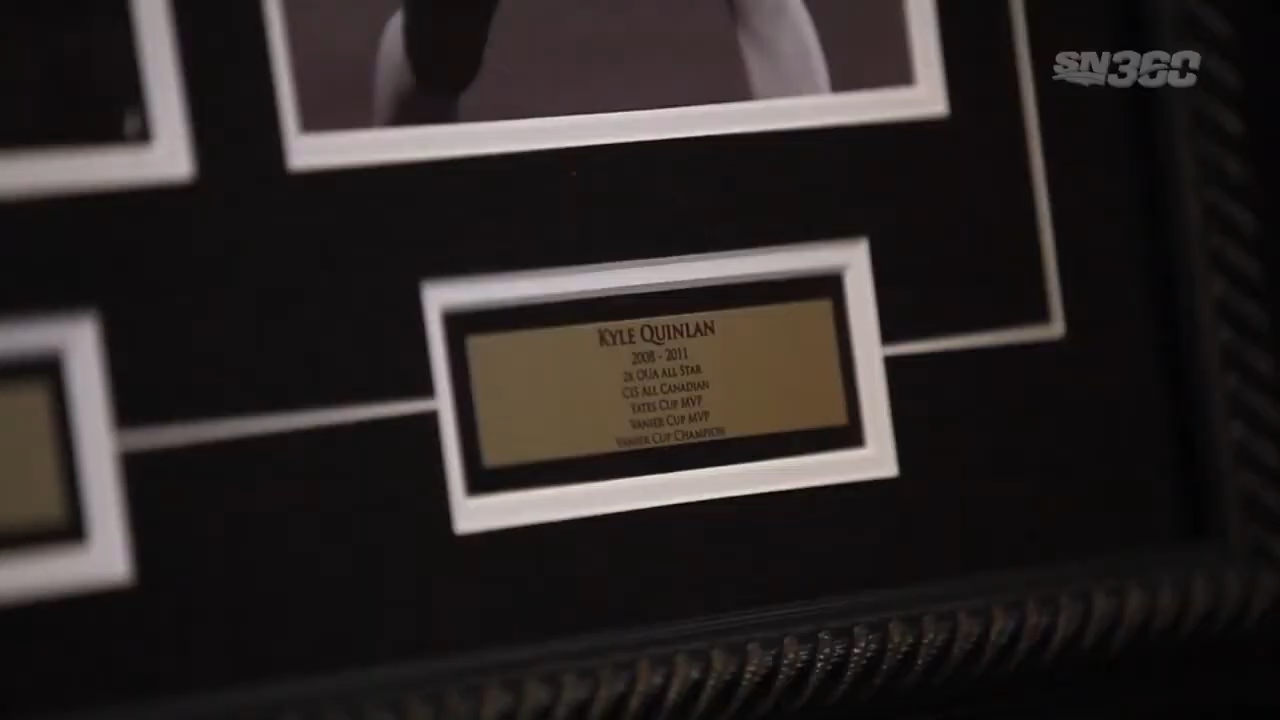 SN360
KYLE QUINLAN
2008 - 2011
2X OUA ALL STAR
CIS ALL CANADIAN
YATES CUP MVP
VANIER CUP MVP
VANIER CUP CHAMPION